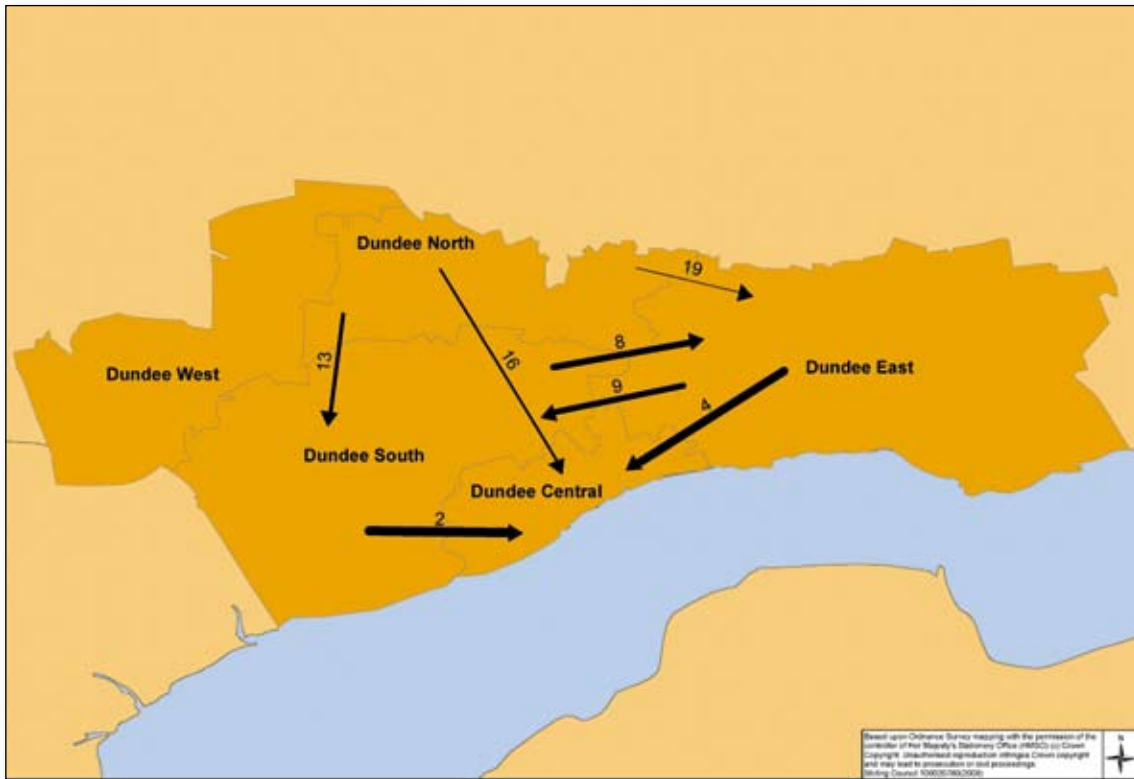 Dundee North
19
13
16
8
Dundee West
Dundee East
9
4
Dundee South
Dundee Central
2
Based upon Ordnance Survey mapping with the permission of the
controller of Her Majesty's Stationery Office (HMSO) (c) Crown
Copyright. Unauthorised reproduction infringes Crown copyright
and may lead to prosecution or civil proceedings.
Stirling Council
N